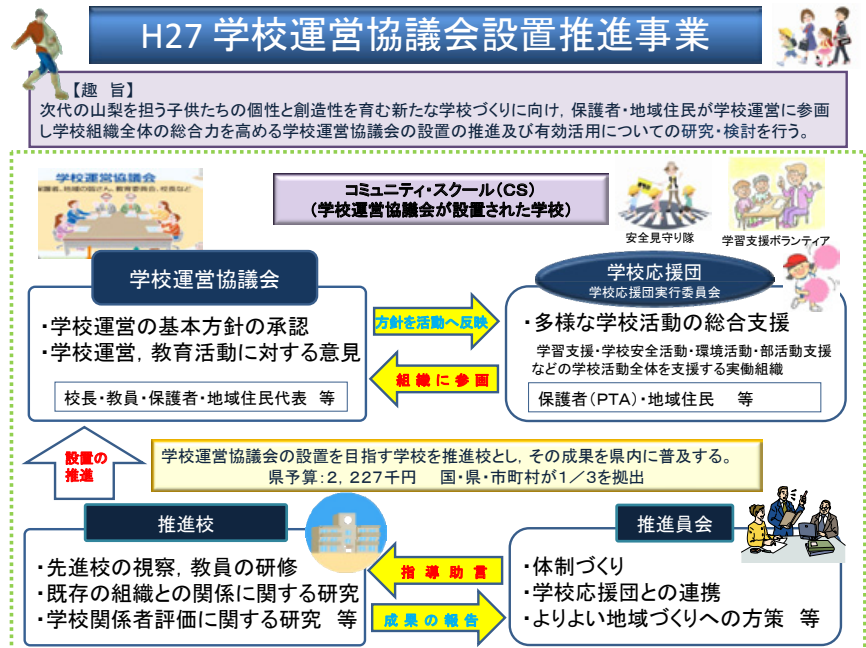 H27 学校運営協議会設置推進事業
【趣 旨】
次代の山梨を担う子供たちの個性と創造性を育む新たな学校づくりに向け，保護者・地域住民が学校運営に参画
し学校組織全体の総合力を高める学校運営協議会の設置の推進及び有効活用についての研究・検討を行う。
学校運営協議会
保護者、地域の皆さん、教育委員会、校長など
コミュニティ・スクール（CS）
（学校運営協議会が設置された学校）
安全見守り隊
学習支援ボランティア
学校運営協議会
・学校運営の基本方針の承認
・学校運営，教育活動に対する意見
校長・教員・保護者・地域住民代表 等
方針を活動へ反映
組織に参画
学校応援団
学校応援団実行委員会
・多様な学校活動の総合支援
学習支援・学校安全活動・環境活動・部活動支援
などの学校活動全体を支援する実働組織
保護者（PTA）・地域住民 等
設置の
推進
学校運営協議会の設置を目指す学校を推進校とし，その成果を県内に普及する。
県予算：2，227千円 国・県・市町村が1／3を拠出
推進校
・先進校の視察，教員の研修
・既存の組織との関係に関する研究
・学校関係者評価に関する研究 等
指導助言
成果の報告
推進員会
・体制づくり
・学校応援団との連携
・よりよい地域づくりへの方策 等